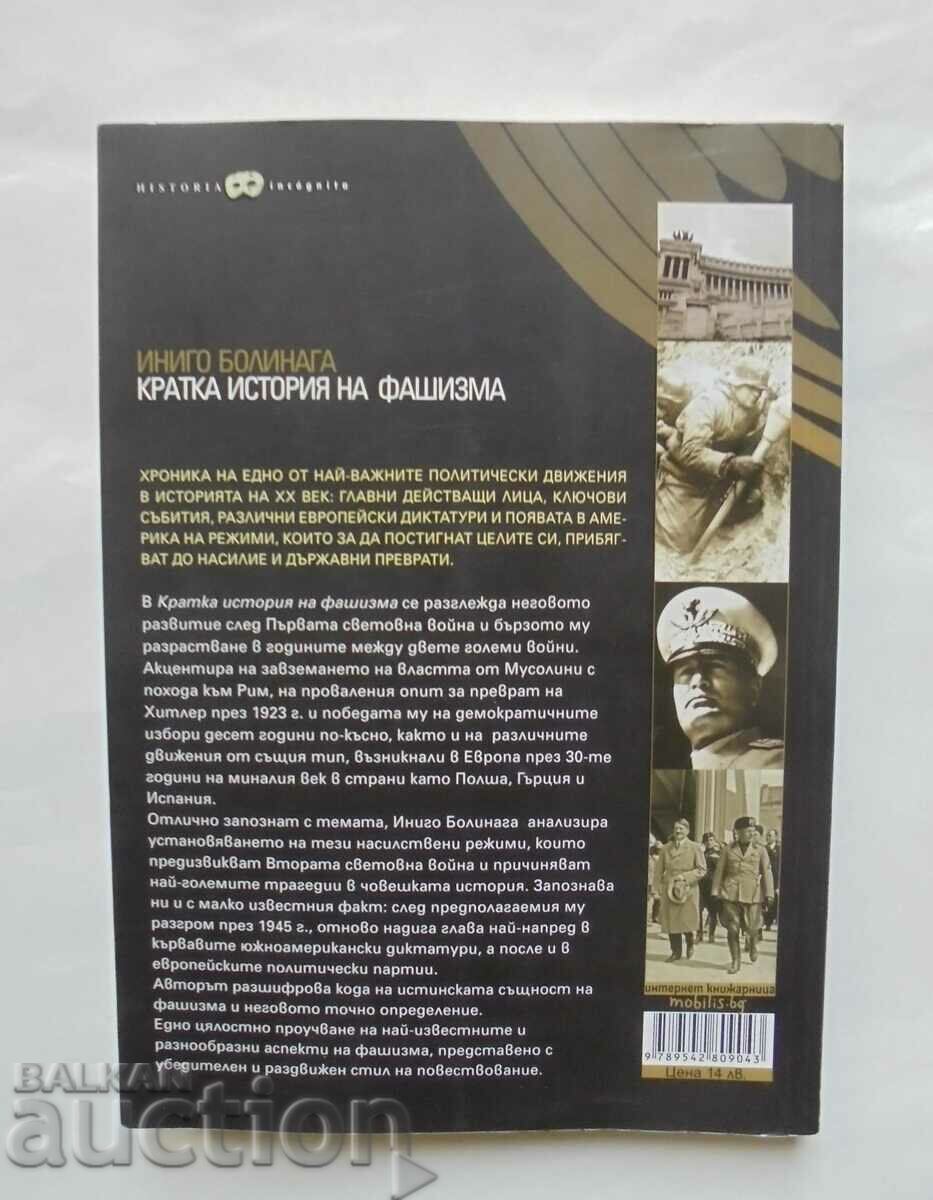 HISTORIA incógnita
ИНИГО БОЛИНАГА
КРАТКА ИСТОРИЯ НА ФАШИЗМА
ХРОНИКА НА ЕДНО ОТ НАЙ-ВАЖНИТЕ ПОЛИТИЧЕСКИ ДВИЖЕНИЯ
В ИСТОРИЯТА НА XX ВЕК: ГЛАВНИ ДЕЙСТВАЩИ ЛИЦА, КЛЮЧОВИ
СЪБИТИЯ, РАЗЛИЧНИ ЕВРОПЕЙСКИ ДИКТАТУРИ И ПОЯВАТА В АМЕ-
РИКА НА РЕЖИМИ, КОИТО ЗА ДА ПОСТИГНАТ ЦЕЛИТЕ СИ, ПРИБЯГ-
ВАТ ДО НАСИЛИЕ И ДЪРЖАВНИ ПРЕВРАТИ.
В Кратка история на фашизма се разглежда неговото
развитие след Първата световна война и бързото му
разрастване в годините между двете големи войни.
Акцентира на завземането на властта от Мусолини с
похода към Рим, на проваления опит за преврат на
Хитлер през 1923 г. и победата му на демократичните
избори десет години по-късно, както и на различните
движения от същия тип, възникнали в Европа през 30-те
години на миналия век в страни като Полша, Гърция и
Испания.
Отлично запознат с темата, Иниго Болинага анализира
установяването на тези насилствени режими, които
предизвикват Втората световна война и причиняват
най-големите трагедии в човешката история. Запознава
ни и с малко известния факт: след предполагаемия му
разгром през 1945 г., отново надига глава най-напред в
кървавите южноамерикански диктатури, а после и в
европейските политически партии.
Авторът разшифрова кода на истинската същност на
фашизма и неговото точно определение.
Едно цялостно проучване на най-известните и
разнообразни аспекти на фашизма, представено с
убедителен и раздвижен стил на повествование.
интернет книжарница
mobilis.bg
9 789542 809043
Цена 14 лв.
BALKAN
auction